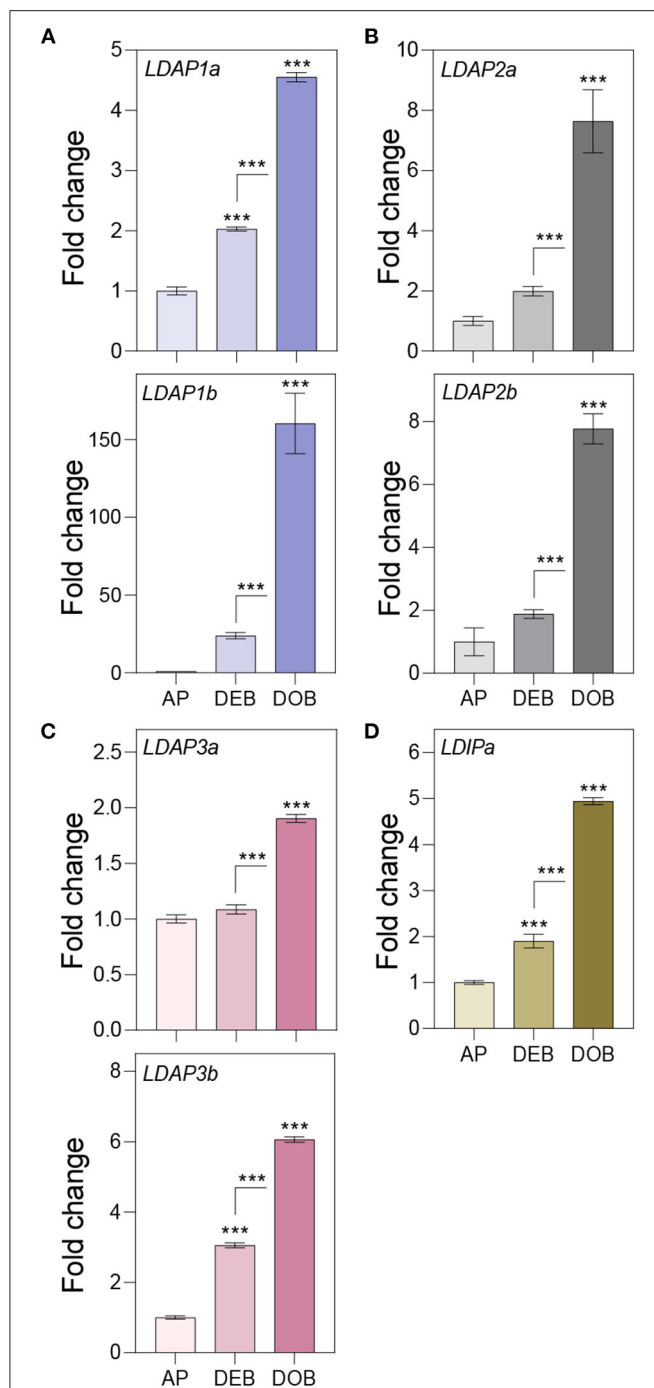 A
LDAP1a
Fold change
5
4
3
2
1
0
***
***
***
B
LDAP2a
Fold change
10
8
6
4
2
0
***
***
LDAP1b
Fold change
150
100
50
0
***
***
AP DEB DOB
LDAP2b
Fold change
8
6
4
2
0
***
***
AP DEB DOB
C
LDAP3a
Fold change
2.5
2.0
1.5
1.0
0.5
0.0
***
***
D
LDIPa
Fold change
6
5
4
3
2
1
0
***
***
***
AP DEB DOB
LDAP3b
Fold change
8
6
4
2
0
***
***
***
AP DEB DOB